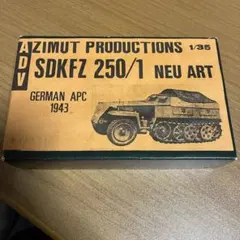 ADV
AZIMUT PRODUCTIONS 1/35
SDKFZ 250/1 NEU ART
GERMAN APC
1943